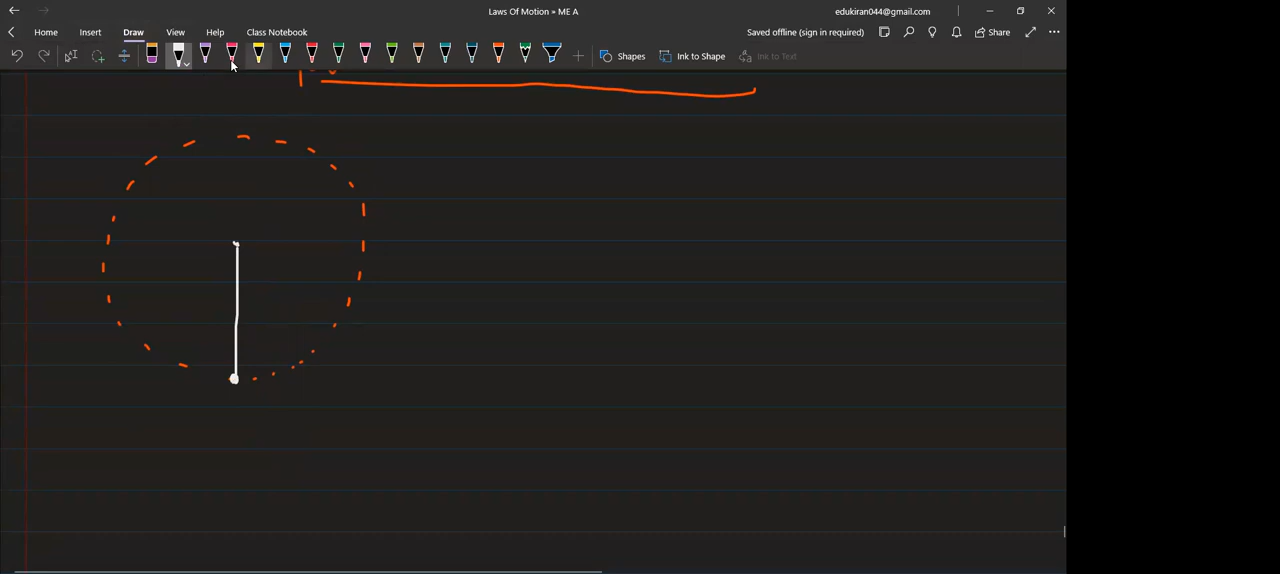 Laws Of Motion » ME A
edukiran044@gmail.com
Home Insert Draw View Help Class Notebook
Saved offline (sign in required)
Share
Shapes
Ink to Shape
Ink to Text